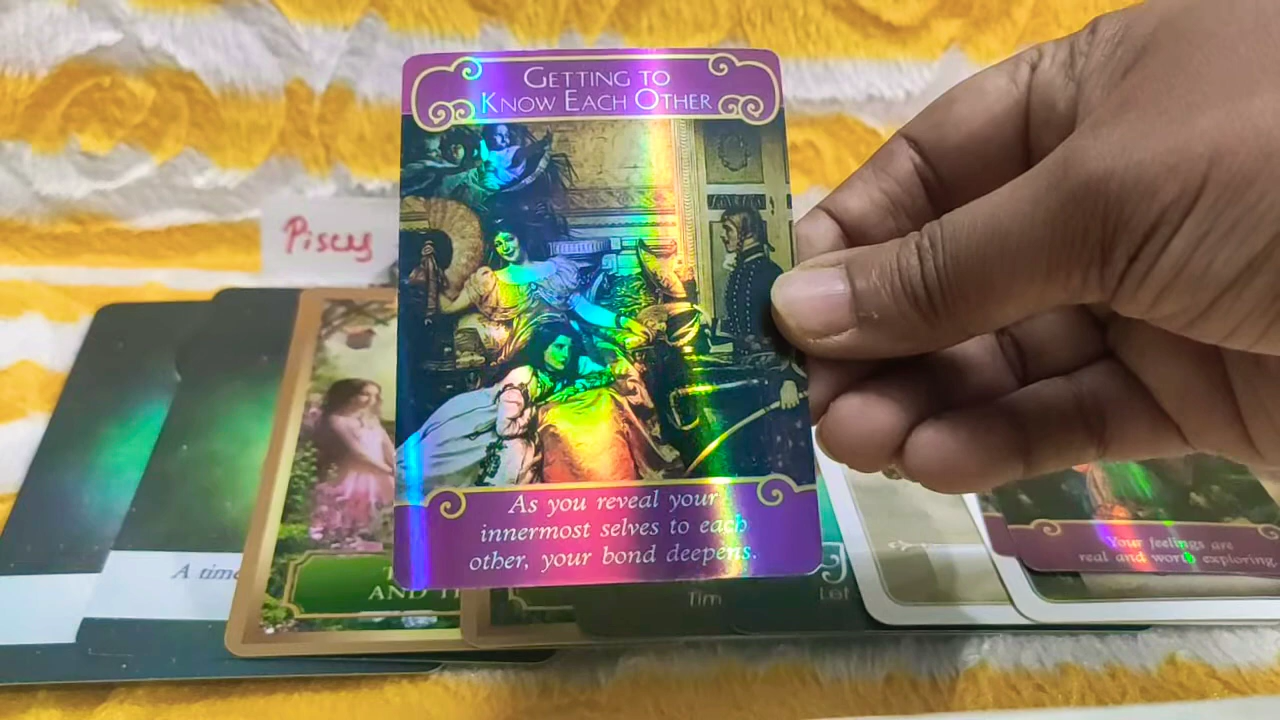 GETTING TO
KNOW EACH OTHER
Pisces
As you reveal your
innermost selves to each
other, your bond deepens.
A time
AND
Tim
Let
Your feelings are
real and worth exploring.